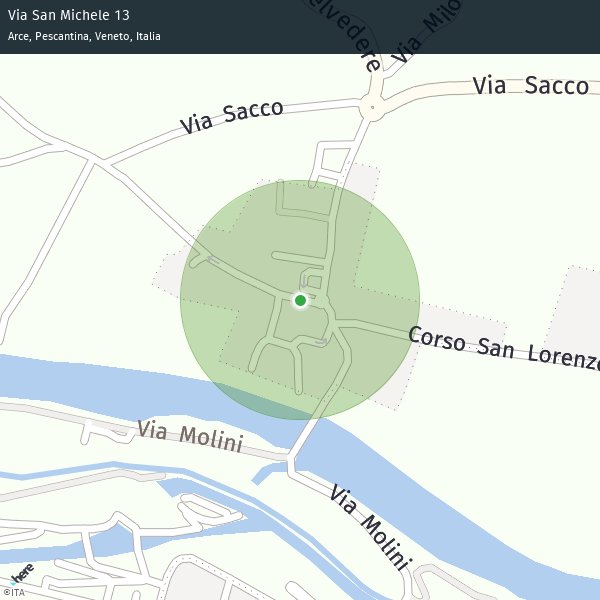 Via San Michele 13
Arce, Pescantina, Veneto, Italia
elvedere
Via Milo
Via Sacco
Via Sacco
Corso San Lorenzo
Via Molini
Via Molini
here
©ITA